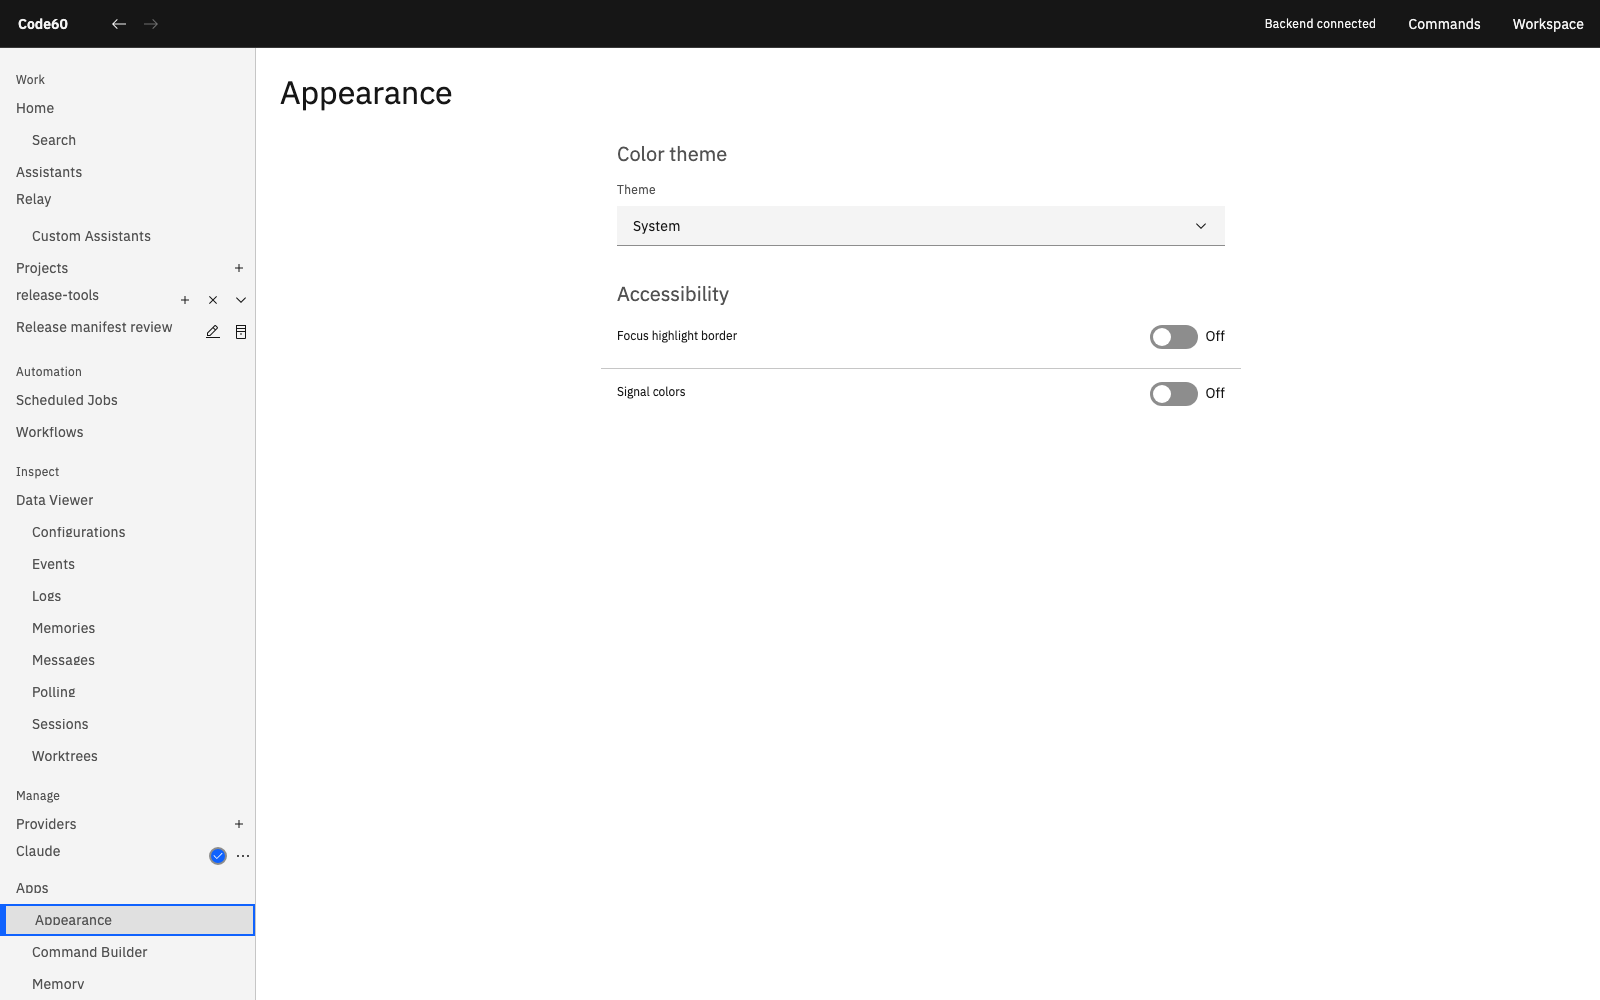 Code60
Backend connected
Commands
Workspace
Work
Home
Search
Assistants
Relay
Custom Assistants
Projects
release-tools
Release manifest review
Automation
Scheduled Jobs
Workflows
Inspect
Data Viewer
Configurations
Events
Logs
Memories
Messages
Polling
Sessions
Worktrees
Manage
Providers
Claude
Apps
Appearance
Command Builder
Memory
Appearance
Color theme
Theme
System
Accessibility
Focus highlight border
Off
Signal colors
Off